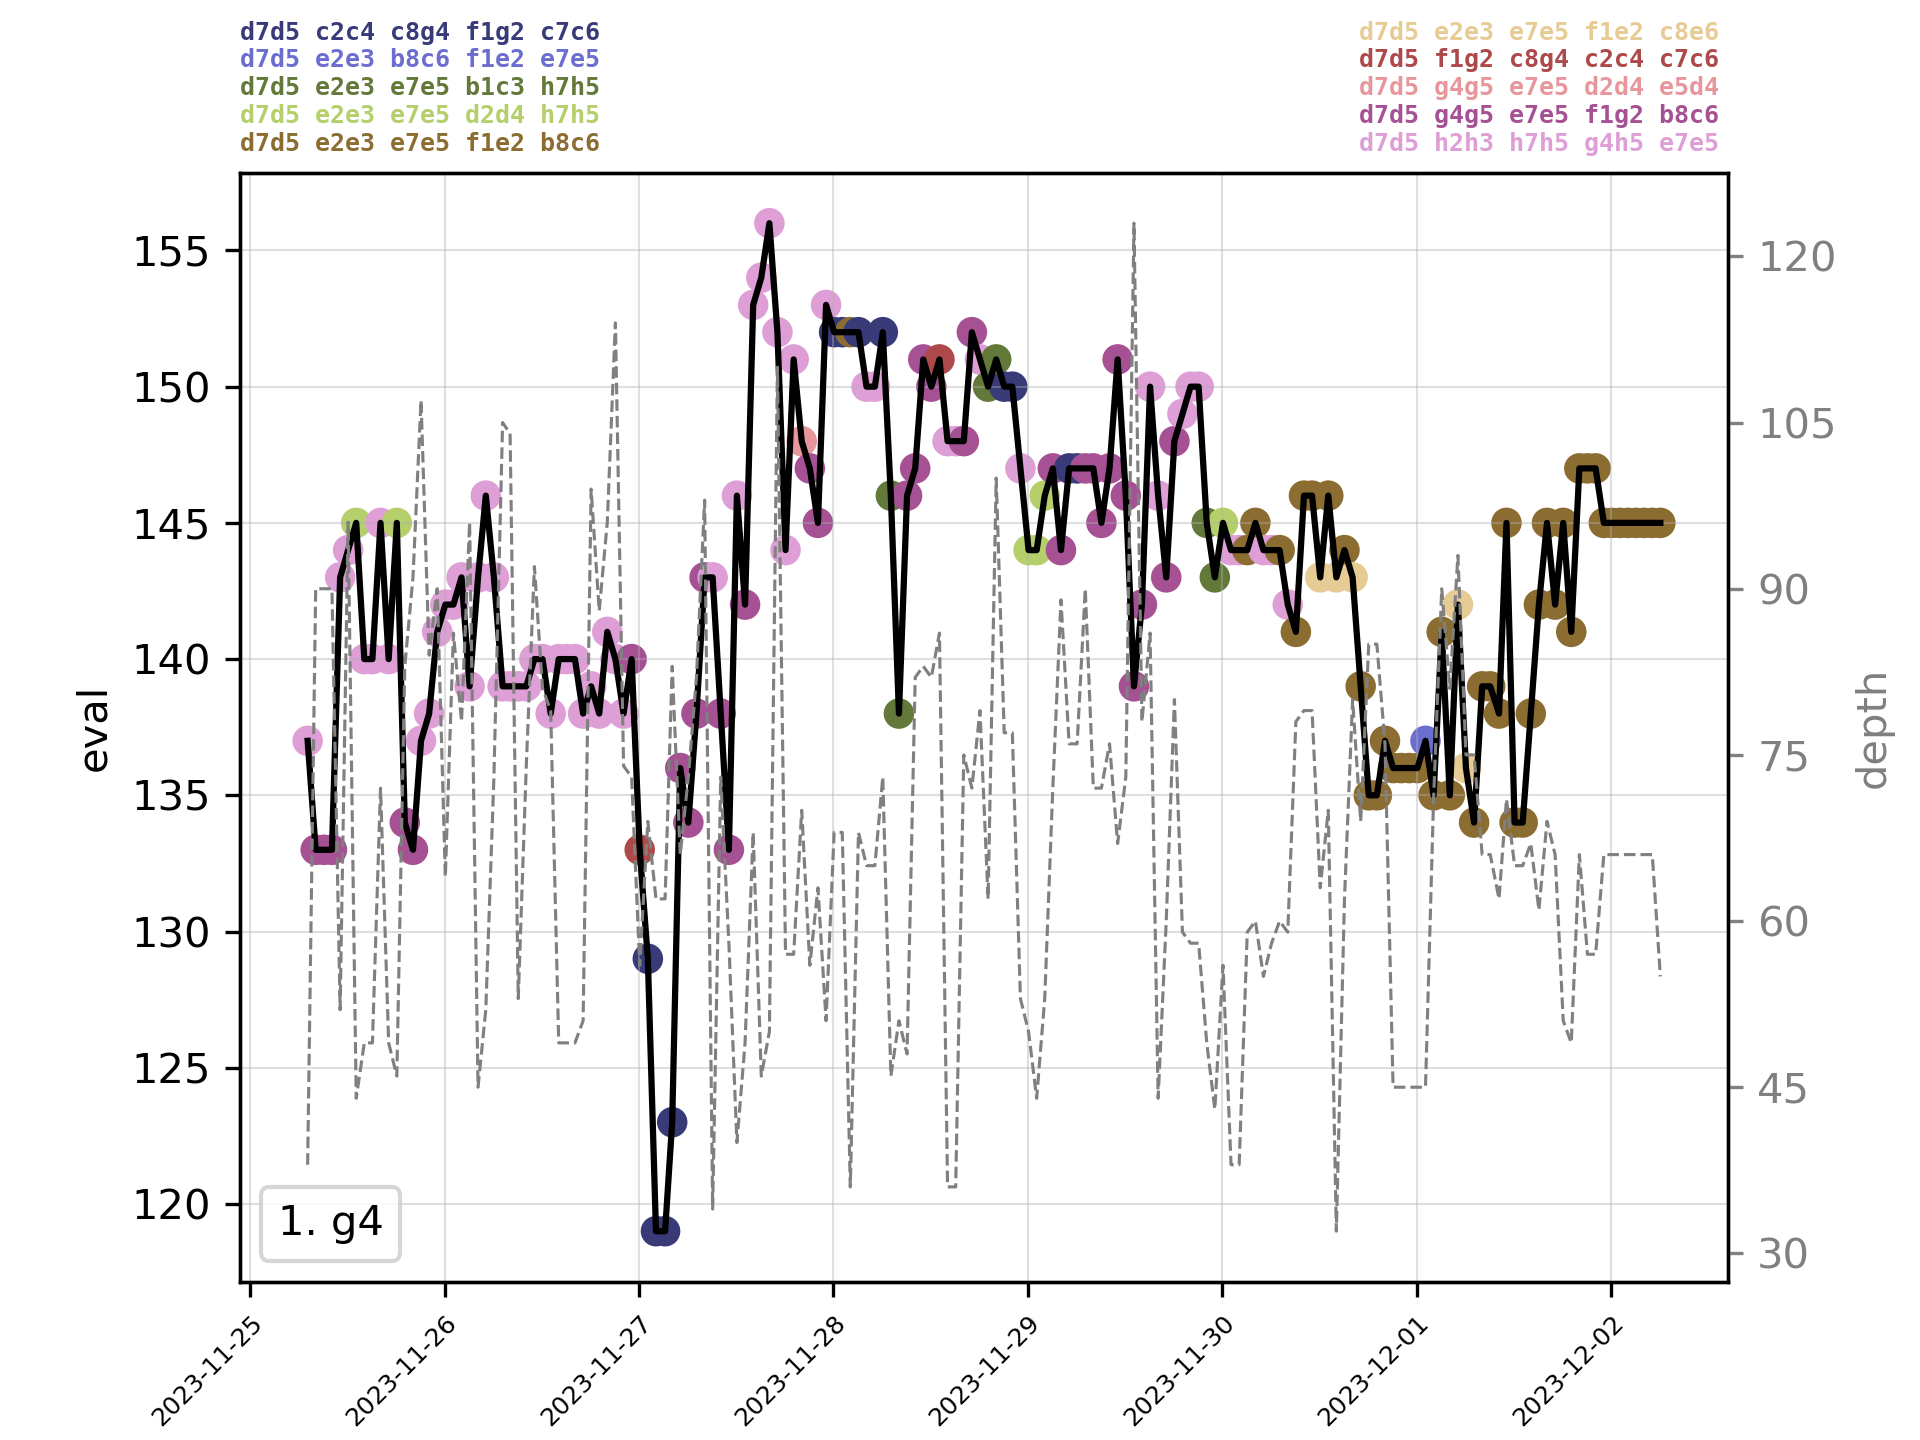 d7d5 c2c4 c8g4 f1g2 c7c6
d7d5 e2e3 b8c6 f1e2 e7e5
d7d5 e2e3 e7e5 b1c3 h7h5
d7d5 e2e3 e7e5 d2d4 h7h5
d7d5 e2e3 e7e5 f1e2 b8c6
d7d5 e2e3 e7e5 f1e2 c8e6
d7d5 f1g2 c8g4 c2c4 c7c6
d7d5 g4g5 e7e5 d2d4 e5d4
d7d5 g4g5 e7e5 f1g2 b8c6
d7d5 h2h3 h7h5 g4h5 e7e5
155
150
145
140
135
130
125
120
eval
120
105
90
75
60
45
30
depth
1. g4
2023-11-25
2023-11-26
2023-11-27
2023-11-28
2023-11-29
2023-11-30
2023-12-01
2023-12-02